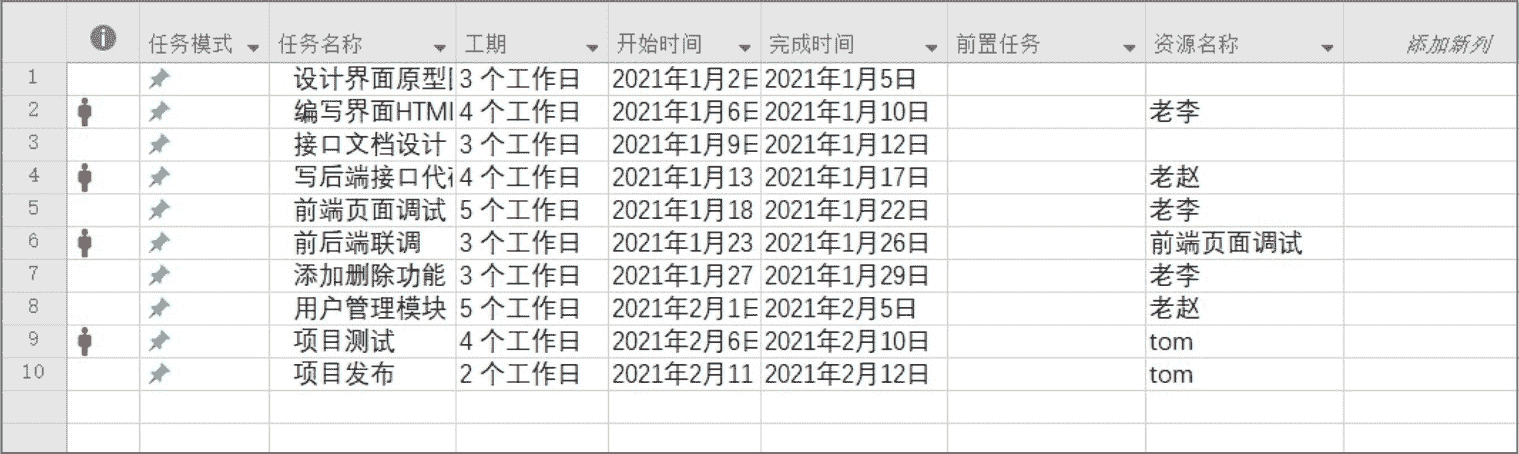 任务模式 任务名称 工期 开始时间 完成时间 前置任务 资源名称 添加新列
1 设计界面原型 3 个工作日 2021年1月2日 2021年1月5日
2 编写界面HTML 4 个工作日 2021年1月6日 2021年1月10日 老李
3 接口文档设计 3 个工作日 2021年1月9日 2021年1月12日
4 写后端接口代 4 个工作日 2021年1月13 2021年1月17日 老赵
5 前端页面调试 5 个工作日 2021年1月18 2021年1月22日 老李
6 前后端联调 3 个工作日 2021年1月23 2021年1月26日 前端页面调试
7 添加删除功能 3 个工作日 2021年1月27 2021年1月29日 老李
8 用户管理模块 5 个工作日 2021年2月1日 2021年2月5日 老赵
9 项目测试 4 个工作日 2021年2月6日 2021年2月10日 tom
10 项目发布 2 个工作日 2021年2月11 2021年2月12日 tom